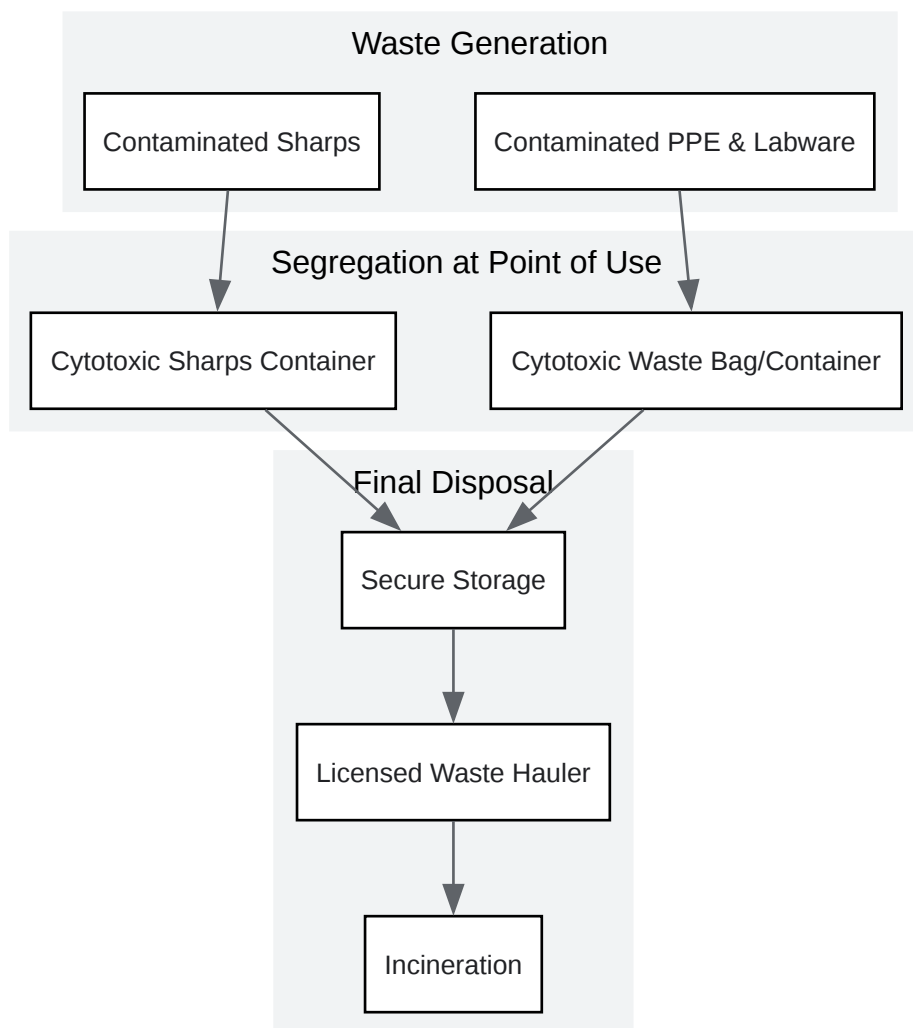 Waste Generation
Contaminated Sharps
Contaminated PPE & Labware
Segregation at Point of Use
Cytotoxic Sharps Container
Cytotoxic Waste Bag/Container
Final Disposal
Secure Storage
Licensed Waste Hauler
Incineration